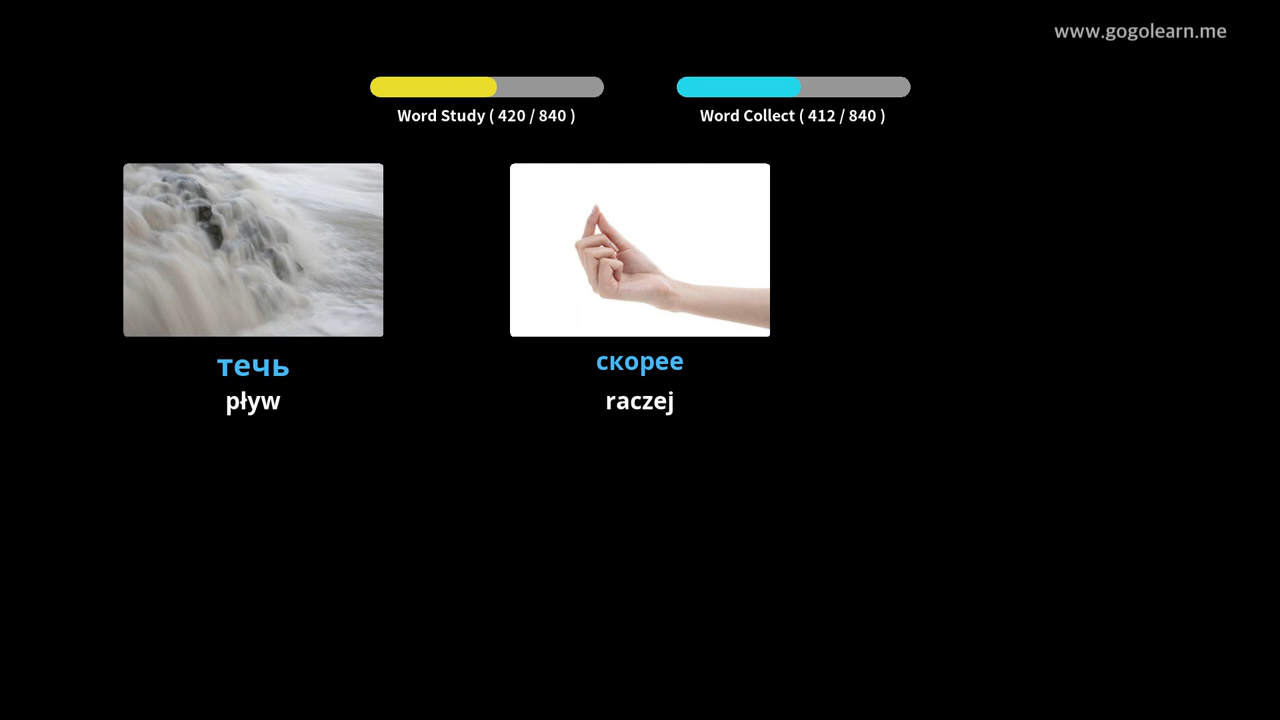 www.gogolearn.me
Word Study ( 420 / 840 )
Word Collect ( 412 / 840 )
течь
pływ
скорее
raczej